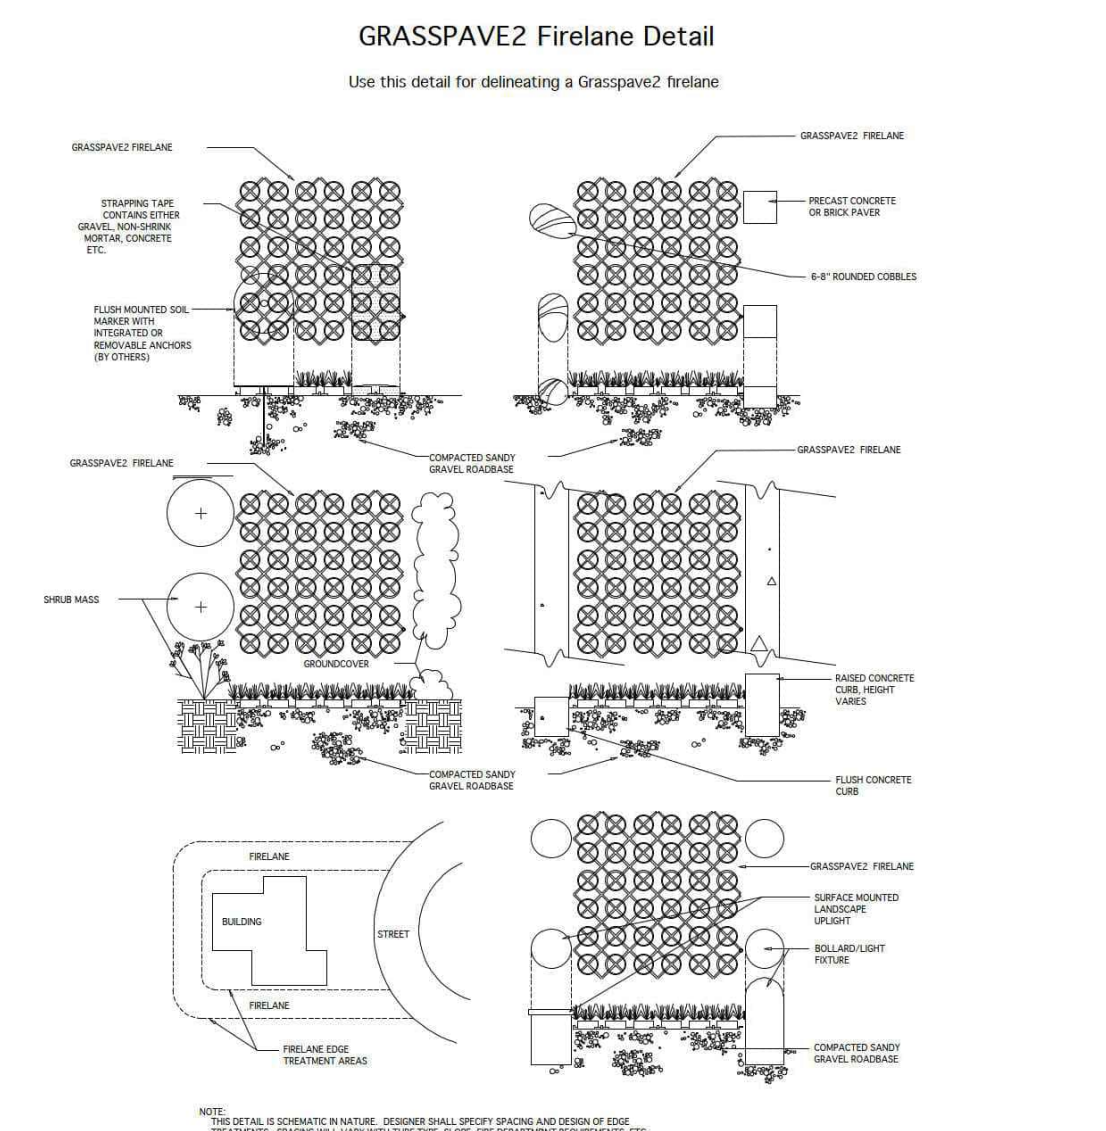 GRASSPAVE2 Firelane Detail
Use this detail for delineating a Grasspave2 firelane
GRASSPAVE2 FIRELANE
STRAPPING TAPE
CONTAINS EITHER
GRAVEL, NON-SHRINK
MORTAR, CONCRETE
ETC.
FLUSH MOUNTED SOIL
MARKER WITH
INTEGRATED OR
REMOVABLE ANCHORS
(BY OTHERS)
GRASSPAVE2 FIRELANE
PRECAST CONCRETE
OR BRICK PAVER
6-8" ROUNDED COBBLES
COMPACTED SANDY
GRAVEL ROADBASE
GRASSPAVE2 FIRELANE
SHRUB MASS
GROUNDCOVER
GRASSPAVE2 FIRELANE
RAISED CONCRETE
CURB, HEIGHT
VARIES
COMPACTED SANDY
GRAVEL ROADBASE
FLUSH CONCRETE
CURB
FIRELANE
BUILDING
STREET
FIRELANE
FIRELANE EDGE
TREATMENT AREAS
GRASSPAVE2 FIRELANE
SURFACE MOUNTED
LANDSCAPE
UPLIGHT
BOLLARD/LIGHT
FIXTURE
COMPACTED SANDY
GRAVEL ROADBASE
NOTE:
THIS DETAIL IS SCHEMATIC IN NATURE. DESIGNER SHALL SPECIFY SPACING AND DESIGN OF EDGE